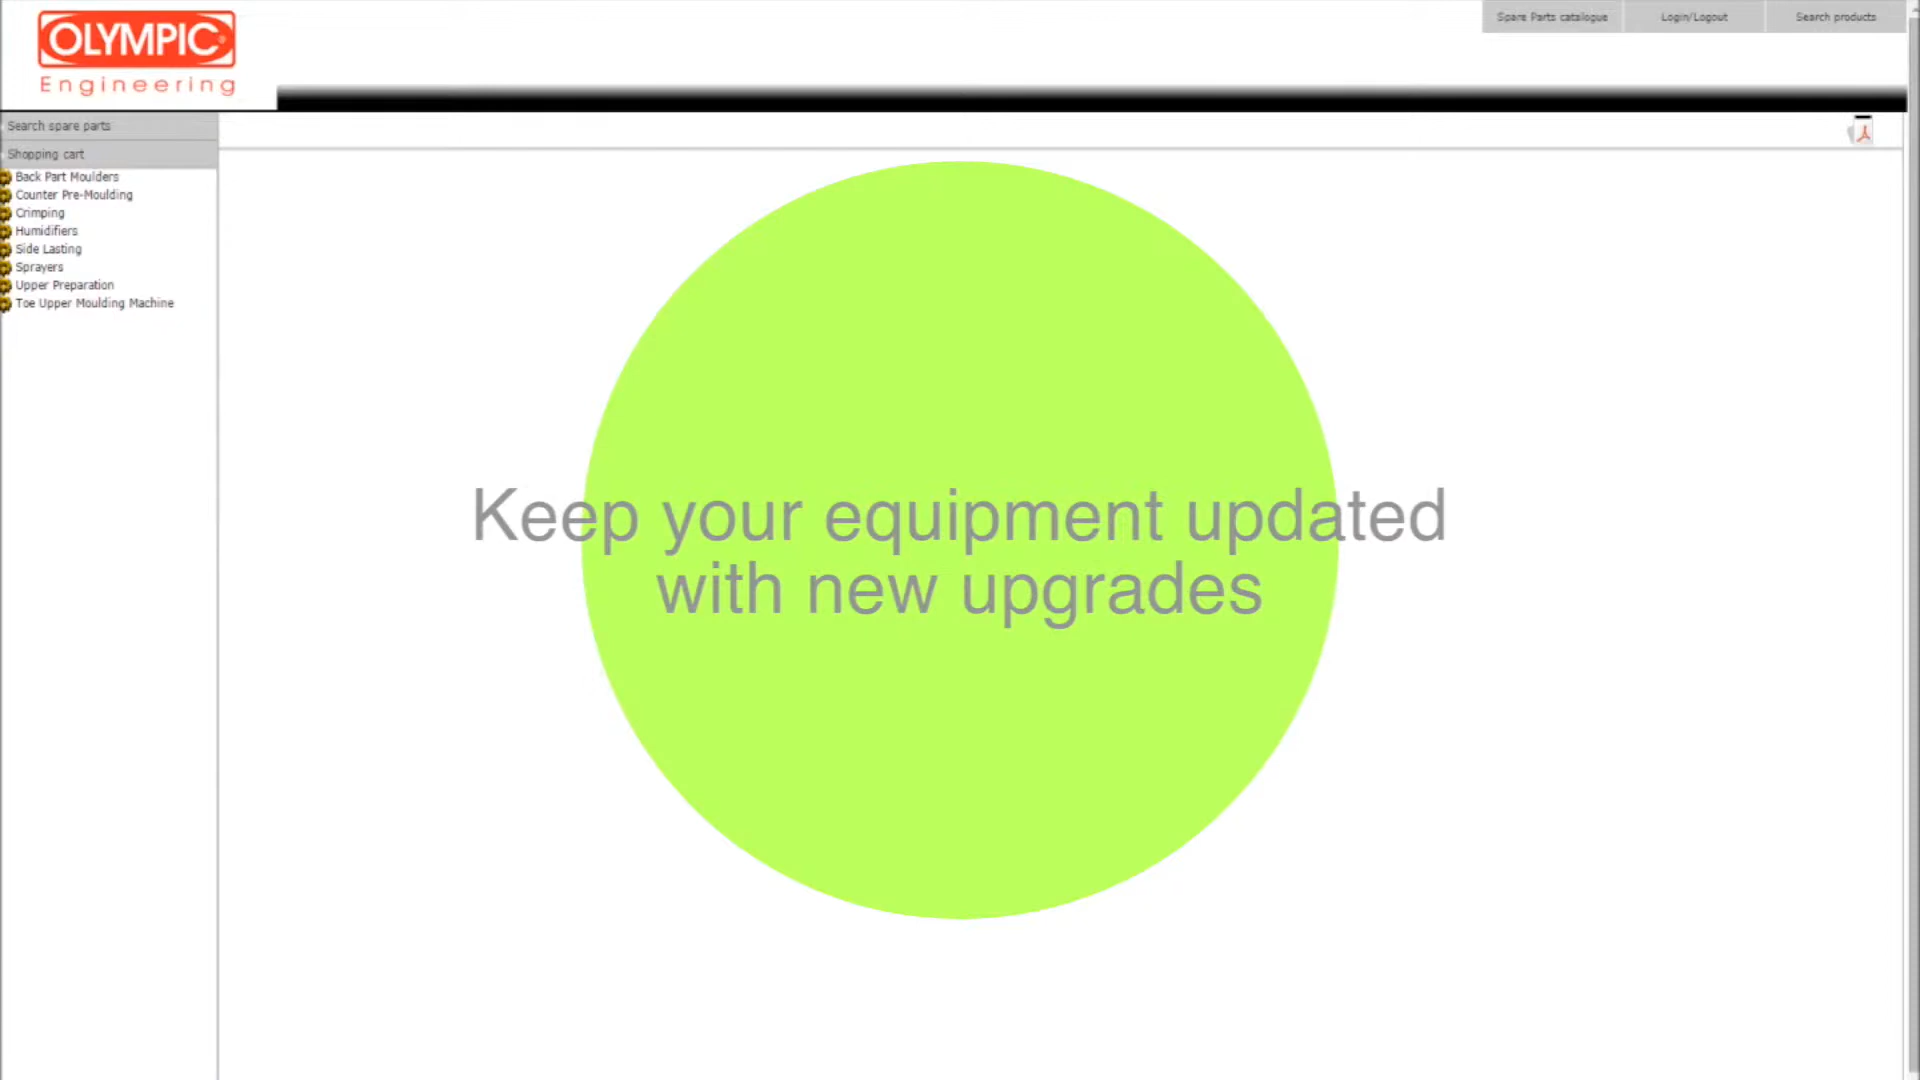 OLYMPIC
Engineering
Spare Parts catalogue
Login/Logout
Search products
Search spare parts
Shopping cart
Back Part Moulders
Counter Pre-Moulding
Crimping
Humidifiers
Side Lasting
Sprayers
Upper Preparation
Toe Upper Moulding Machine
Keep your equipment updated
with new upgrades